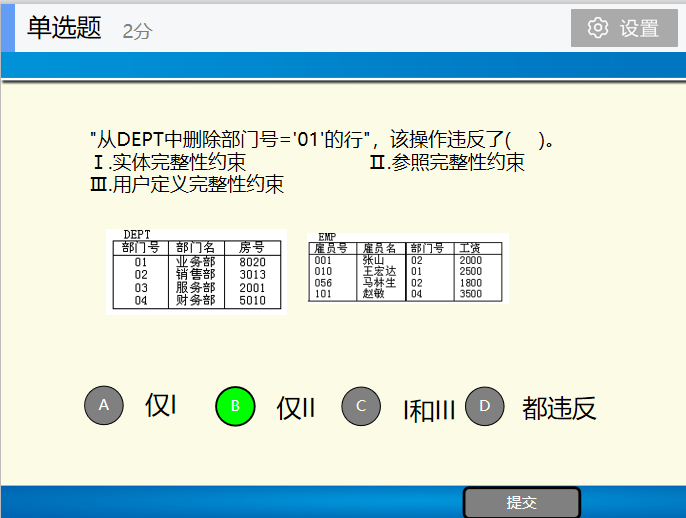 单选题 2分 设置
"从DEPT中删除部门号='01'的行"，该操作违反了( )。
Ⅰ.实体完整性约束 Ⅱ.参照完整性约束
Ⅲ.用户定义完整性约束
DEPT
部门号 部门名 房号
01 业务部 8020
02 销售部 3013
03 服务部 2001
04 财务部 5010
EMP
雇员号 雇员名 部门号 工资
001 张山 02 2000
010 王宏达 01 2500
056 马林生 02 1800
101 赵敏 04 3500
A 仅I B 仅II C I和III D 都违反
提交